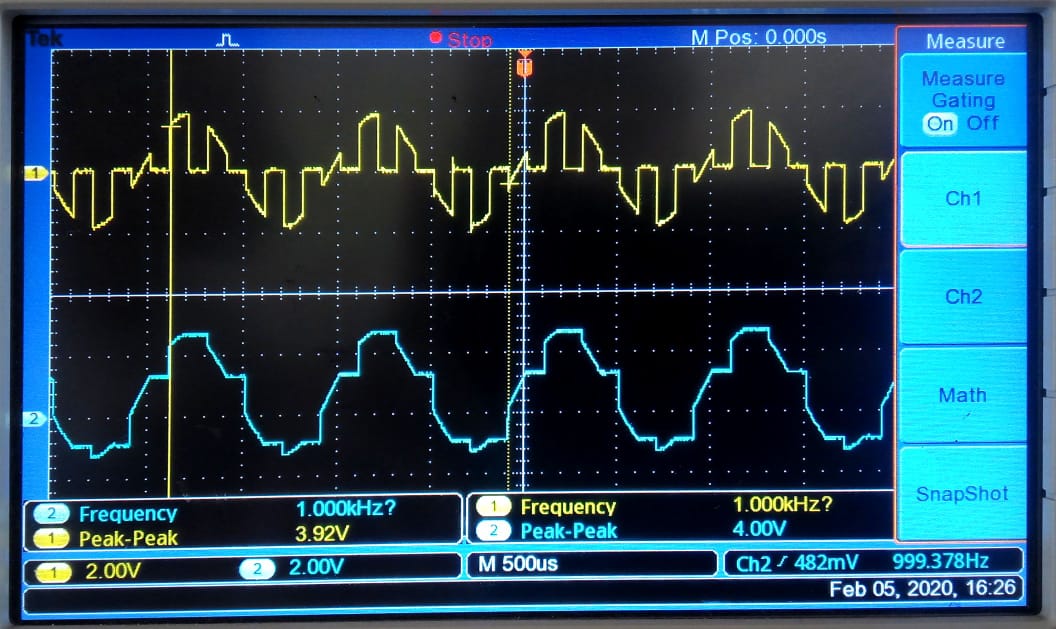 Tek Stop M Pos: 0.000s
Measure
Measure
Gating
On Off
Ch1
Ch2
Math
SnapShot
1
2
2 Frequency 1.000kHz?
1 Peak-Peak 3.92V
1 Frequency 1.000kHz?
2 Peak-Peak 4.00V
1 2.00V 2 2.00V M 500us Ch2 482mV 999.378Hz
Feb 05, 2020, 16:26